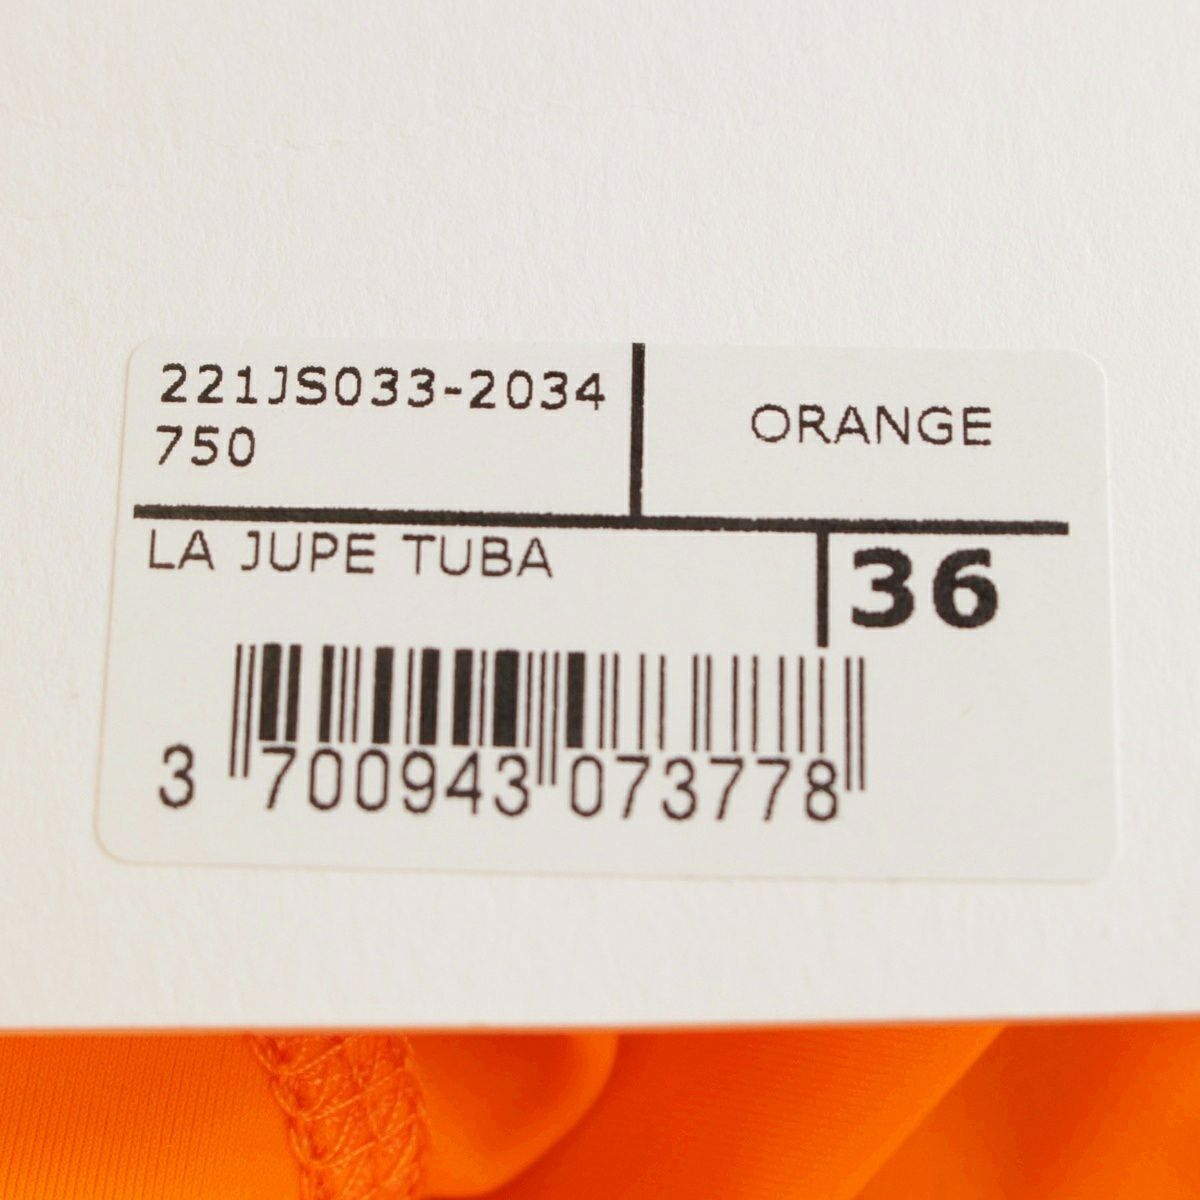 221JS033-2034
750
ORANGE
LA JUPE TUBA
36
3 700943 073778